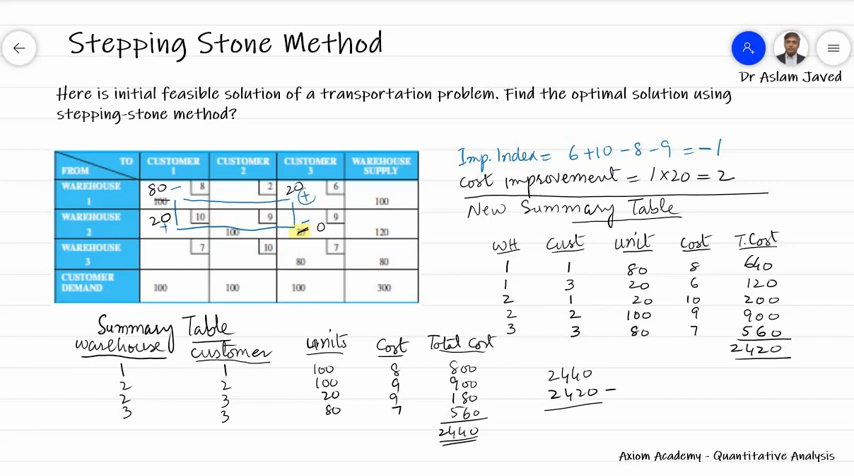 Stepping Stone Method
Dr Aslam Javed
Here is initial feasible solution of a transportation problem. Find the optimal solution using
stepping-stone method?
TO CUSTOMER CUSTOMER CUSTOMER WAREHOUSE
FROM 1 2 3 SUPPLY
WAREHOUSE 80 - 8 2 20 6
1 100 + 100
WAREHOUSE 20 10 9 - 9
2 + 100 0 120
WAREHOUSE 7 10 7
3 80 80
CUSTOMER
DEMAND 100 100 100 300
Imp. Index = 6+10-8-9 = -1
Cost improvement = 1x20 = 2
New Summary Table
WH Cust unit cost T.Cost
1 1 80 8 640
1 3 20 6 120
2 1 20 10 200
2 2 100 9 900
3 3 80 7 560
2420
Summary Table
warehouse customer units Cost Total Cost
1 1 100 8 800
2 2 100 9 900
2 3 20 9 180
3 3 80 7 560
2440
2440
2420 -
Axiom Academy - Quantitative Analysis